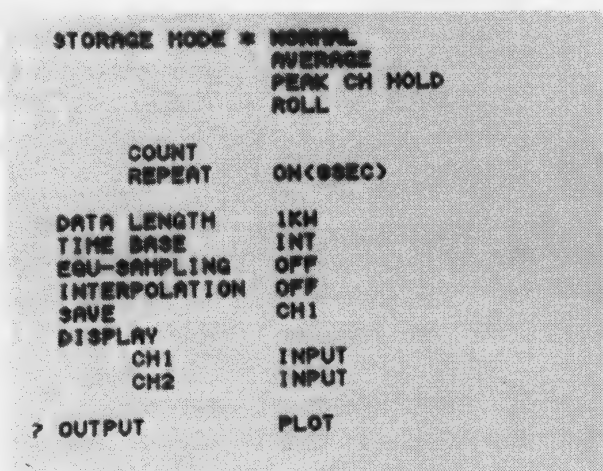 STORAGE MODE * NORMAL
AVERAGE
PEAK CH HOLD
ROLL
COUNT
REPEAT ON(0SEC)
DATA LENGTH 1KW
TIME BASE INT
EQU-SAMPLING OFF
INTERPOLATION OFF
SAVE CH1
DISPLAY
CH1 INPUT
CH2 INPUT
? OUTPUT PLOT